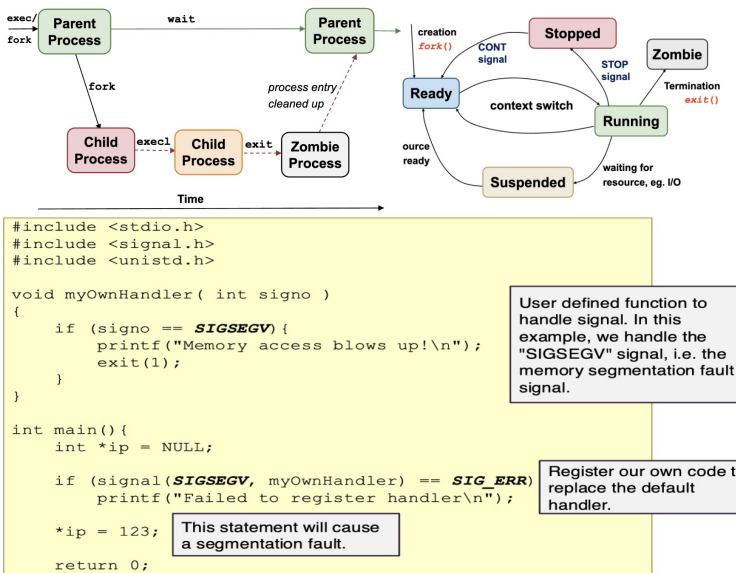 exec/
fork
Parent
Process
wait
Parent
Process
fork
process entry
cleaned up
Child
Process
execl
Child
Process
exit
Zombie
Process
Time
creation
fork()
Stopped
CONT
signal
STOP
signal
Zombie
Termination
exit()
Ready
context switch
Running
ource
ready
Suspended
waiting for
resource, eg. I/O
#include <stdio.h>
#include <signal.h>
#include <unistd.h>
void myOwnHandler( int signo )
{
    if (signo == SIGSEGV){
        printf("Memory access blows up!\n");
        exit(1);
    }
}
User defined function to
handle signal. In this
example, we handle the
"SIGSEGV" signal, i.e. the
memory segmentation fault
signal.
int main(){
    int *ip = NULL;
    if (signal(SIGSEGV, myOwnHandler) == SIG_ERR)
        printf("Failed to register handler\n");
Register our own code t
replace the default
handler.
    *ip = 123;
This statement will cause
a segmentation fault.
    return 0;